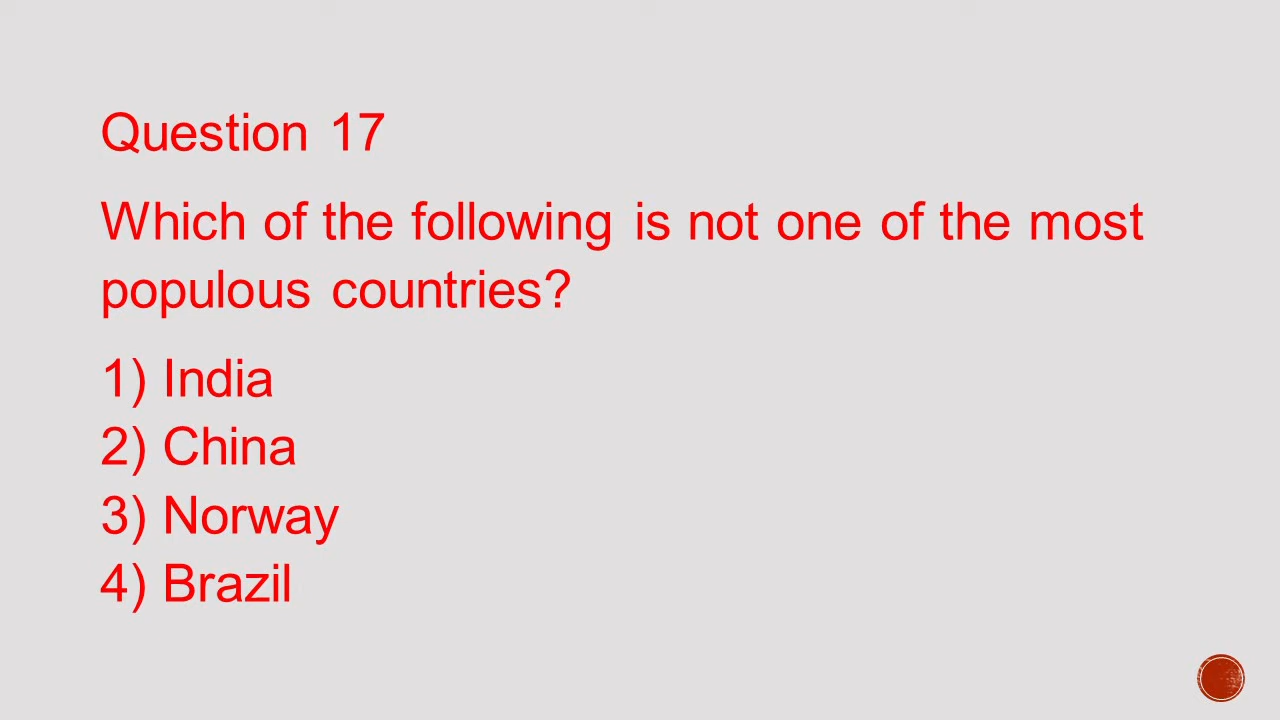 Question 17
Which of the following is not one of the most
populous countries?
1) India
2) China
3) Norway
4) Brazil